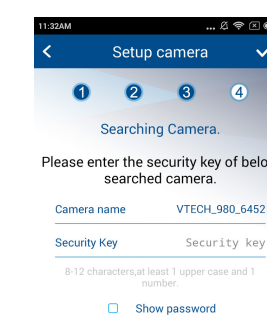 11:32AM
Setup camera
1 2 3 4
Searching Camera.
Please enter the security key of belo
searched camera.
Camera name VTECH_980_6452
Security Key Security key
8-12 characters,at least 1 upper case and 1
number.
Show password